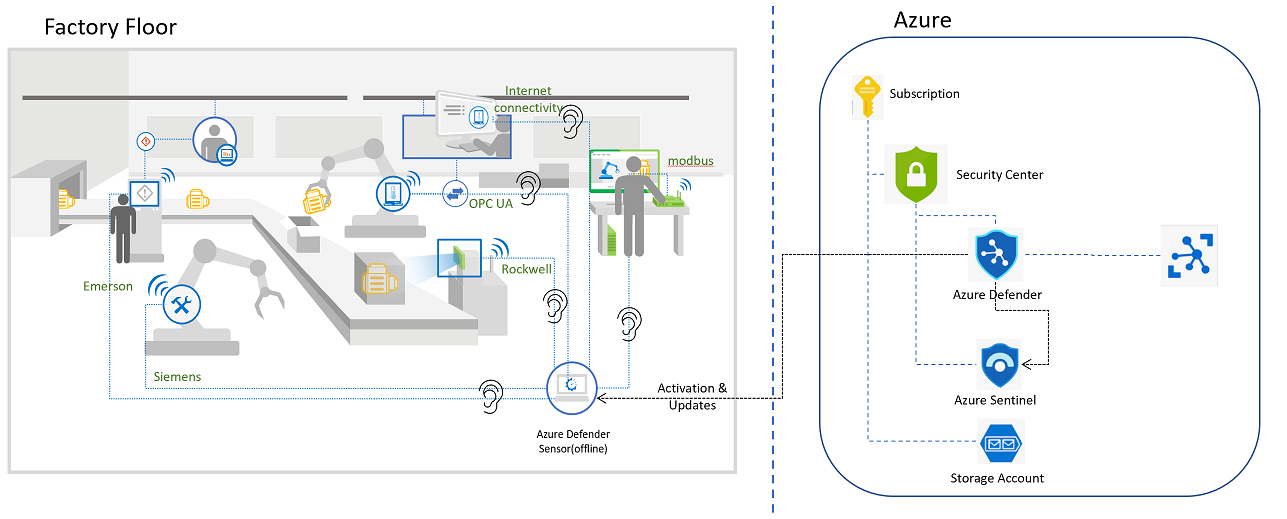 Factory Floor
Azure
Internet
connectivity
Subscription
modbus
Security Center
OPC UA
Rockwell
Emerson
Azure Defender
Siemens
Activation &
Updates
Azure Sentinel
Azure Defender
Sensor(offline)
Storage Account